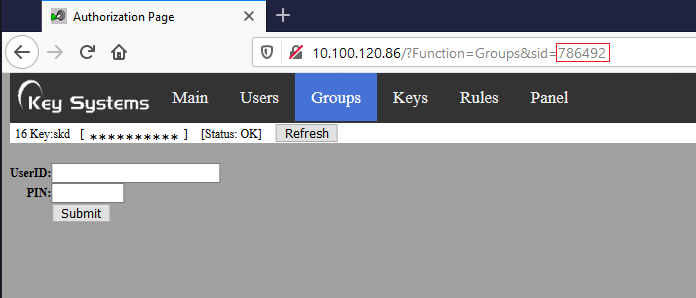 Authorization Page
10.100.120.86/?Function=Groups&sid=786492
Key Systems Main Users Groups Keys Rules Panel
16 Key:skd [ ********** ] [Status: OK] Refresh
UserID:
PIN:
Submit